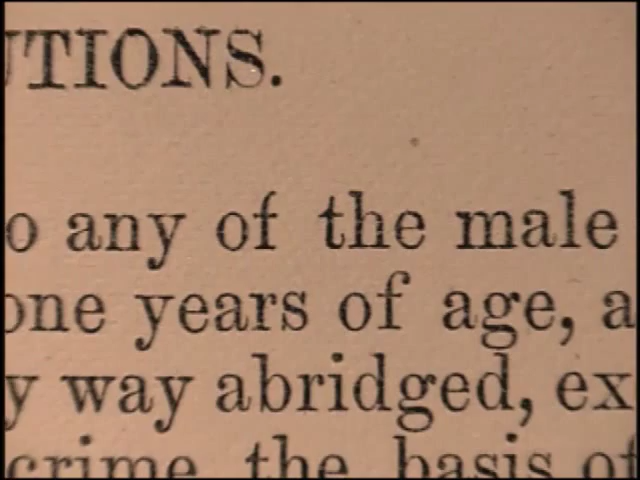 UTIONS.
o any of the male
one years of age, a
y way abridged, ex
crime, the basis of